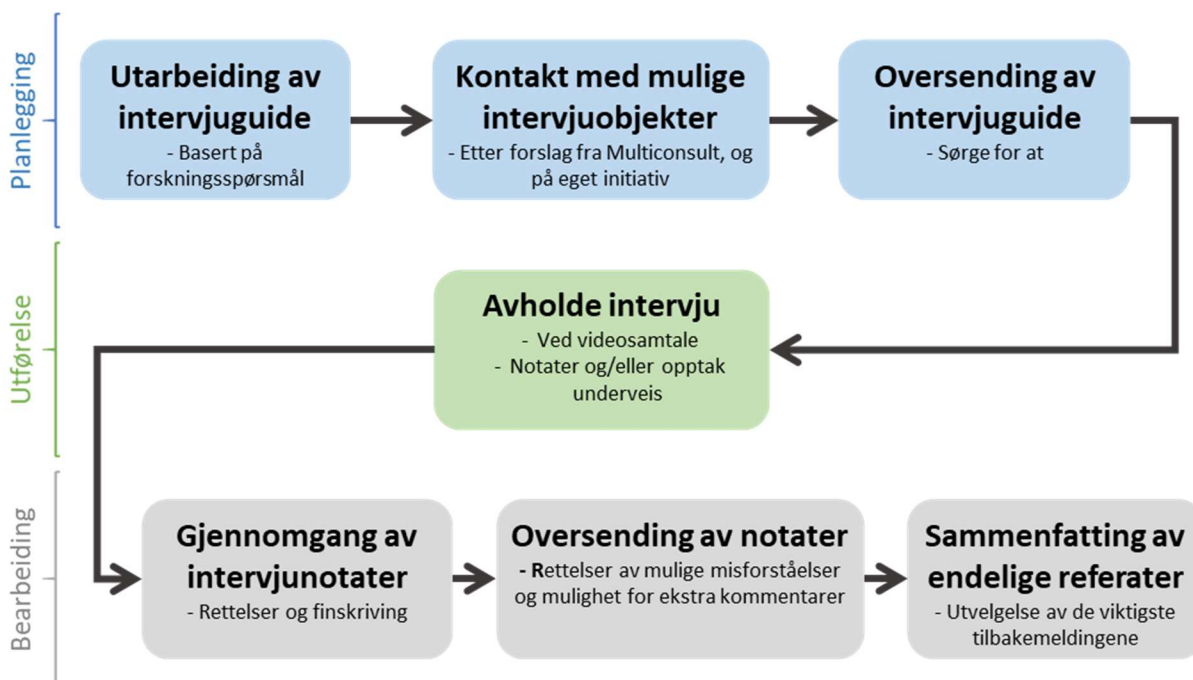 Planlegging
Utarbeiding av
intervjuguide
- Basert på
forskningsspørsmål
Kontakt med mulige
intervjuobjekter
- Etter forslag fra Multiconsult, og
på eget initiativ
Oversending av
intervjuguide
- Sørge for at
Utførelse
Avholde intervju
- Ved videosamtale
- Notater og/eller opptak
underveis
Bearbeiding
Gjennomgang av
intervjunotater
- Rettelser og finskriving
Oversending av notater
- Rettelser av mulige misforståelser
og mulighet for ekstra kommentarer
Sammenfatting av
endelige referater
- Utvelgelse av de viktigste
tilbakemeldingene